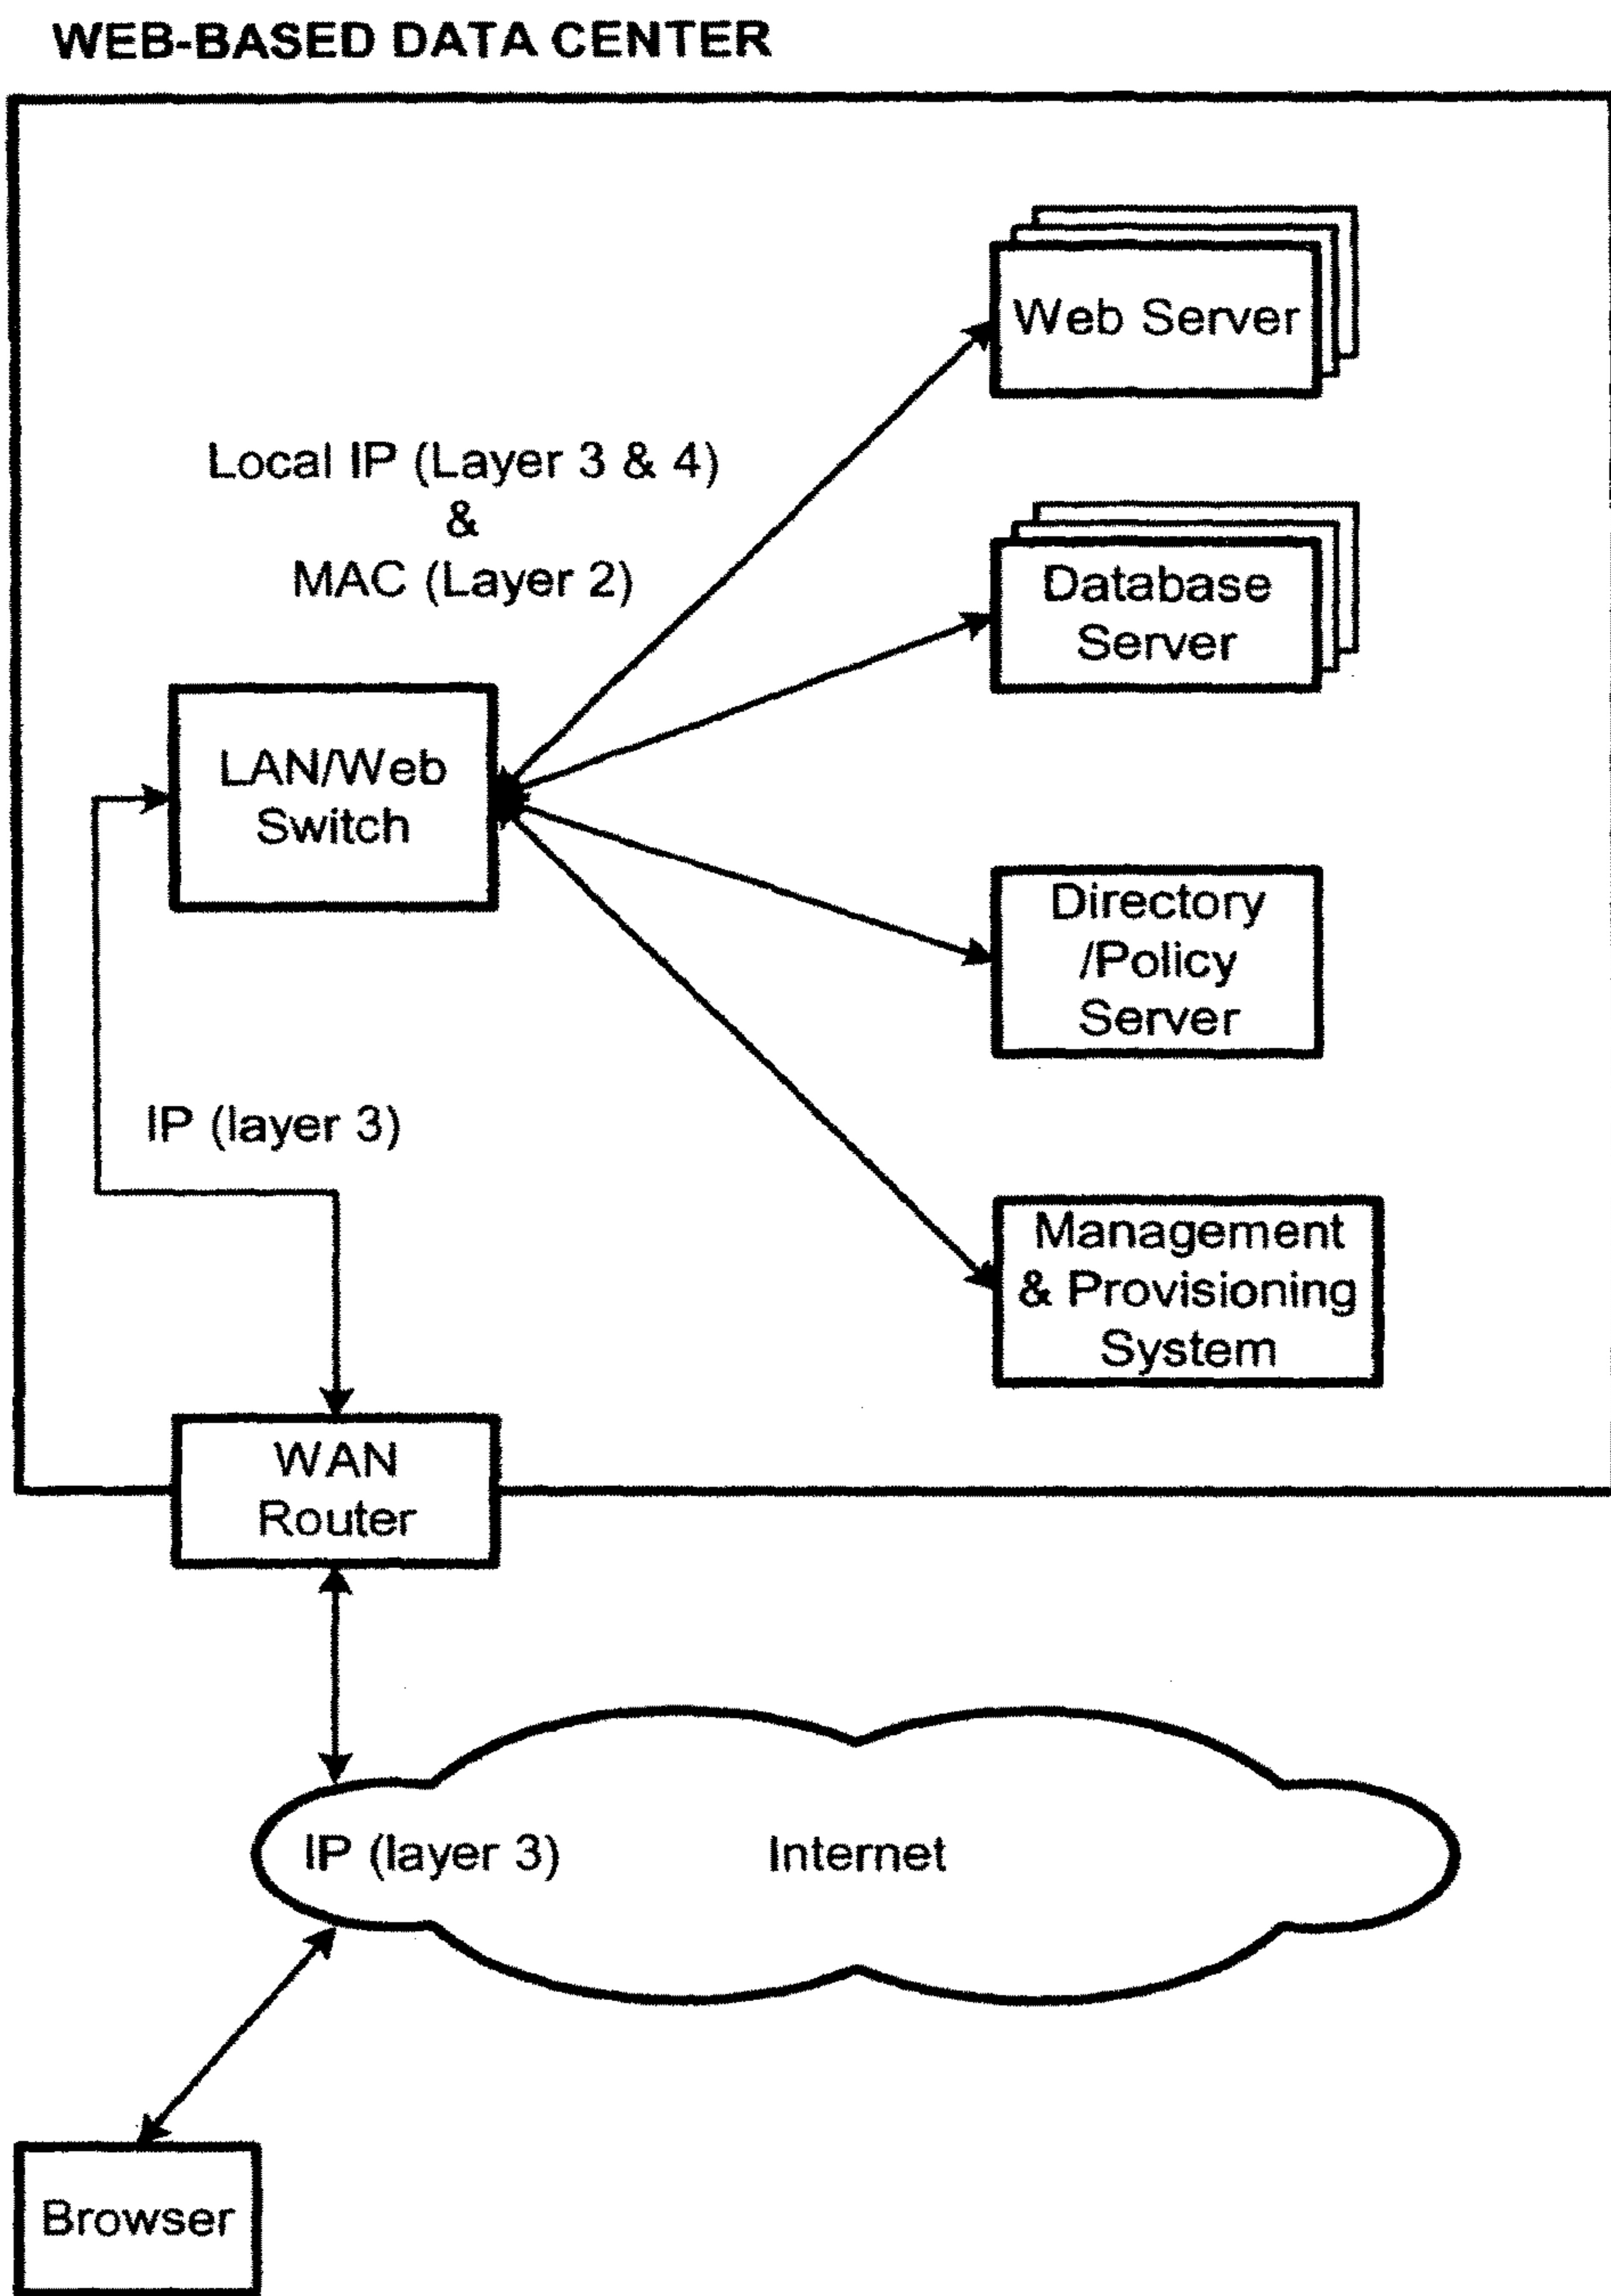 WEB-BASED DATA CENTER
Web Server
Local IP (Layer 3 & 4)
&
MAC (Layer 2)
Database
Server
LAN/Web
Switch
Directory
/Policy
Server
IP (layer 3)
Management
& Provisioning
System
WAN
Router
IP (layer 3)
Internet
Browser